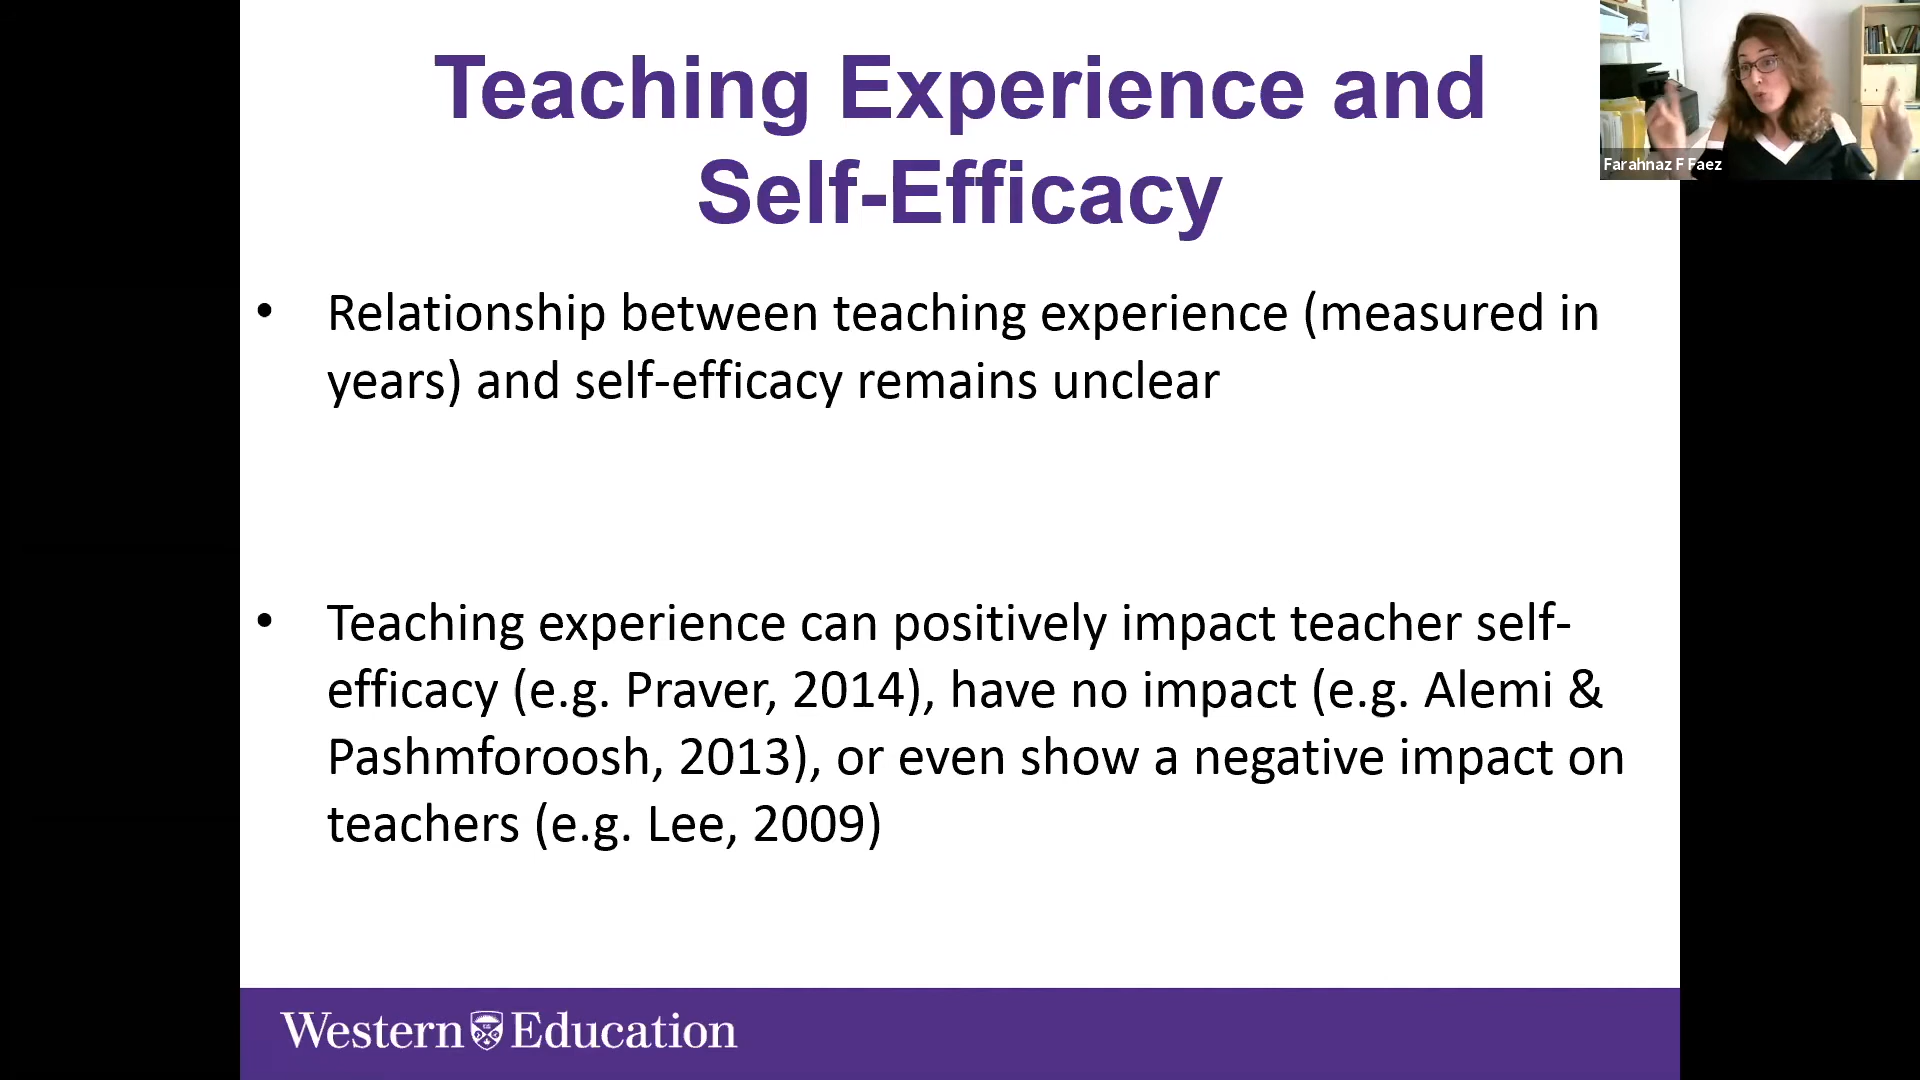 Teaching Experience and
Self-Efficacy
Farahnaz F Faez
• Relationship between teaching experience (measured in
years) and self-efficacy remains unclear
• Teaching experience can positively impact teacher self-
efficacy (e.g. Praver, 2014), have no impact (e.g. Alemi &
Pashmforoosh, 2013), or even show a negative impact on
teachers (e.g. Lee, 2009)
Western Education